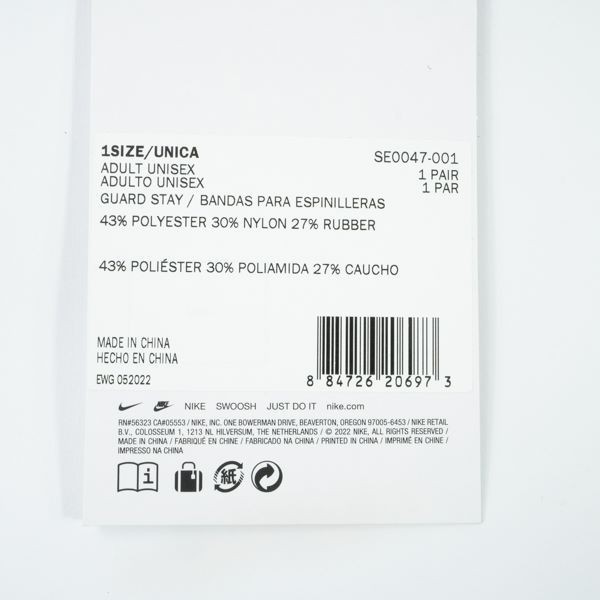 1SIZE/UNICA
ADULT UNISEX
ADULTO UNISEX
GUARD STAY / BANDAS PARA ESPINILLERAS
SE0047-001
1 PAIR
1 PAR
43% POLYESTER 30% NYLON 27% RUBBER
43% POLIÉSTER 30% POLIAMIDA 27% CAUCHO
MADE IN CHINA
HECHO EN CHINA
EWG 052022
8 84726 20697 3
NIKE SWOOSH JUST DO IT nike.com
RN#56323 CA#05553 / NIKE, INC. ONE BOWERMAN DRIVE, BEAVERTON, OREGON 97005-6453 / NIKE RETAIL
B.V., COLOSSEUM 1, 1213 NL HILVERSUM, THE NETHERLANDS / © 2022 NIKE, ALL RIGHTS RESERVED /
MADE IN CHINA / FABRIQUÉ EN CHINE / FABRICADO NA CHINA / PRINTED IN CHINA / IMPRIMÉ EN CHINE /
IMPRESSO NA CHINA
i
紙